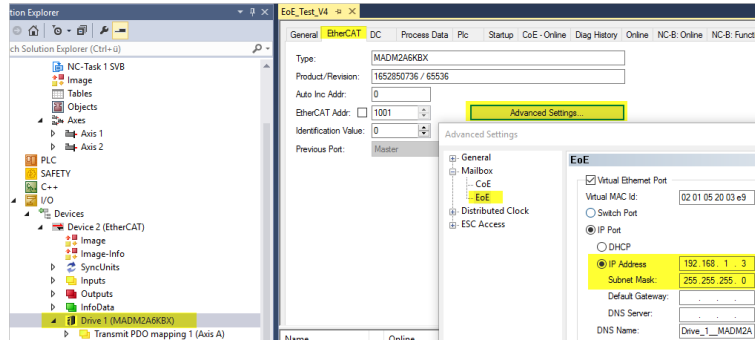 tion Explorer
EoE_Test_V4
ch Solution Explorer (Ctrl+ü)
NC-Task 1 SVB
Image
Tables
Objects
Axes
Axis 1
Axis 2
PLC
SAFETY
C++
I/O
Devices
Device 2 (EtherCAT)
Image
Image-Info
SyncUnits
Inputs
Outputs
InfoData
Drive 1 (MADM2A6KBX)
Transmit PDO mapping 1 (Axis A)
General EtherCAT DC Process Data Plc Startup CoE - Online Diag History Online NC-B: Online NC-B: Functi
Type: MADM2A6KBX
Product/Revision: 1652850736 / 65536
Auto Inc Addr: 0
EtherCAT Addr: 1001 Advanced Settings...
Identification Value: 0
Previous Port: Master
Name Online
Advanced Settings
General
Mailbox
CoE
EoE
Distributed Clock
ESC Access
EoE
Virtual Ethernet Port
Virtual MAC Id: 02 01 05 20 03 e9
Switch Port
IP Port
DHCP
IP Address 192.168. 1 . 3
Subnet Mask: 255.255.255. 0
Default Gateway: . . .
DNS Server: . . .
DNS Name: Drive_1__MADM2A